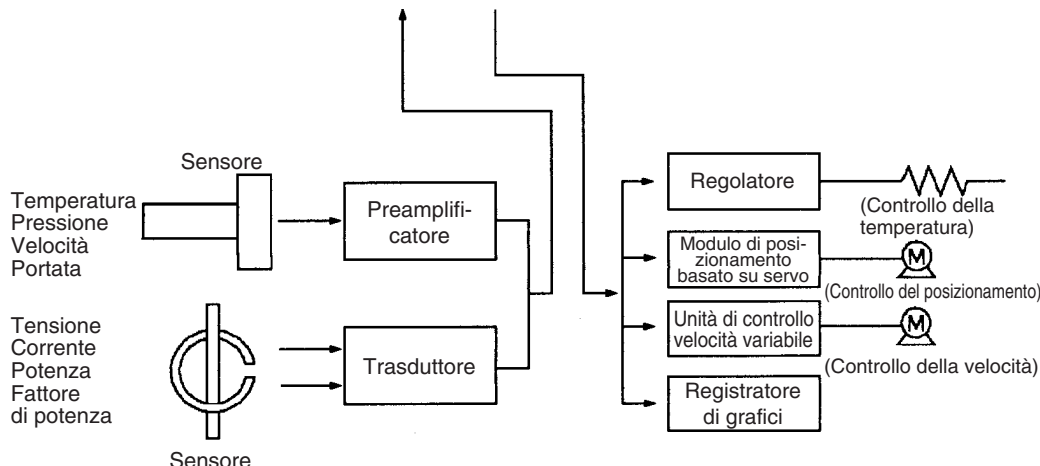 Sensore
Temperatura
Pressione
Velocità
Portata
Preamplifi-
catore
Tensione
Corrente
Potenza
Fattore
di potenza
Trasduttore
Sensore
Regolatore
(Controllo della
temperatura)
Modulo di posi-
zionamento
basato su servo
M
(Controllo del posizionamento)
Unità di controllo
velocità variabile
M
(Controllo della velocità)
Registratore
di grafici